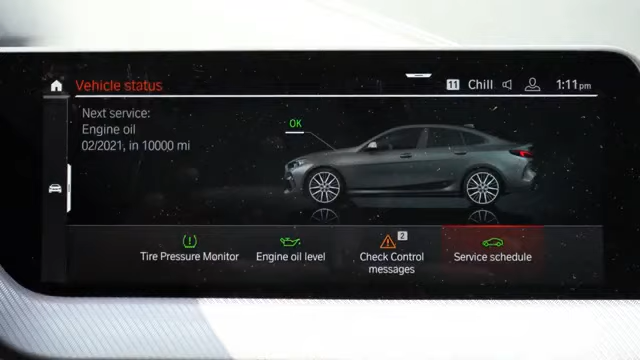 Vehicle status
11 Chill 1:11pm
Next service:
Engine oil
02/2021, in 10000 mi
OK
2
Tire Pressure Monitor
Engine oil level
Check Control
messages
Service schedule